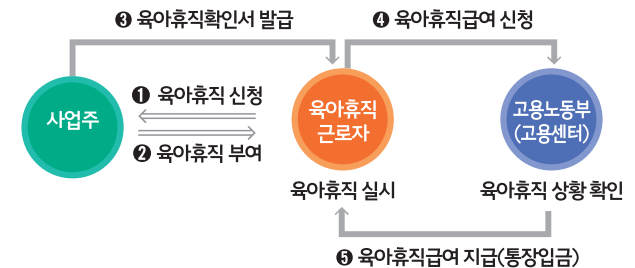 ❸ 육아휴직확인서 발급
❹ 육아휴직급여 신청
사업주
❶ 육아휴직 신청
❷ 육아휴직 부여
육아휴직
근로자
고용노동부
(고용센터)
육아휴직 실시
육아휴직 상황 확인
❺ 육아휴직급여 지급(통장입금)